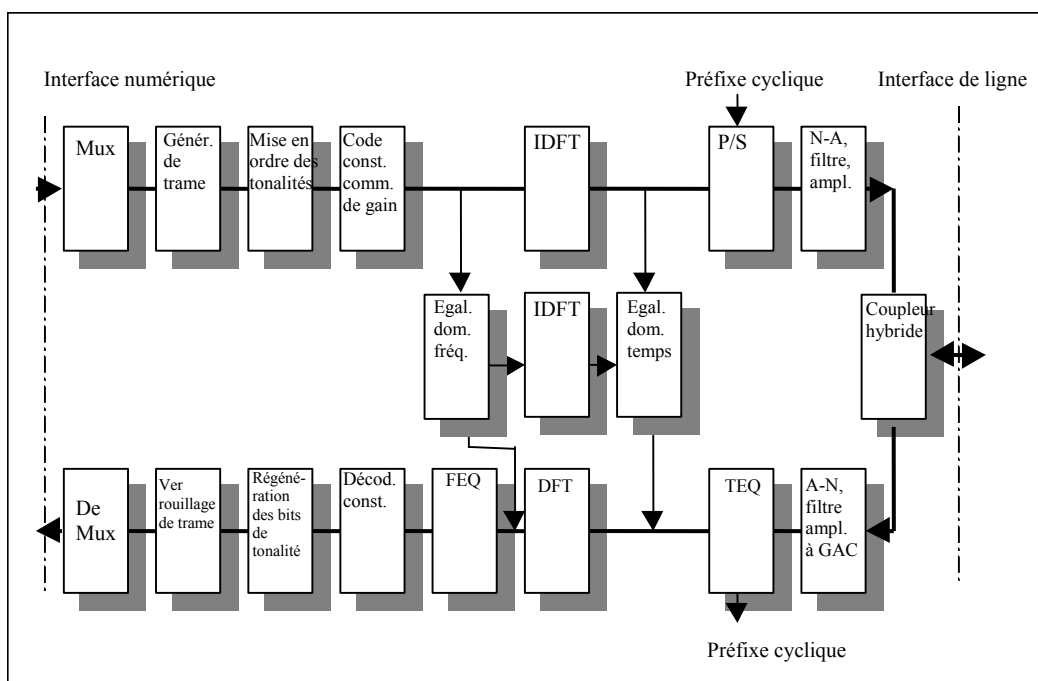 Interface numérique
Préfixe cyclique
Interface de ligne
Mux
Génér.
de
trame
Mise en
ordre des
tonalités
Code
const.
comm.
de gain
IDFT
P/S
N-A,
filtre,
ampl.
Egal.
dom.
fréq.
IDFT
Egal.
dom.
temps
Coupleur
hybride
De
Mux
Ver
rouillage
de trame
Régéné-
ration
des bits
de
tonalité
Décod.
const.
FEQ
DFT
TEQ
A-N,
filtre
ampl.
à GAC
Préfixe cyclique